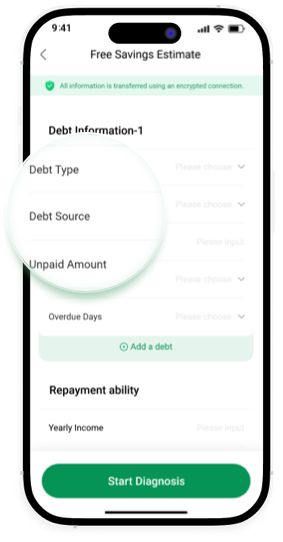 9:41
Free Savings Estimate
All information is transferred using an encrypted connection.
Debt Information-1
Debt Type Please choose
Debt Source Please choose
Please input
Unpaid Amount
Please choose
Overdue Days Please choose
Add a debt
Repayment ability
Yearly Income Please input
Start Diagnosis